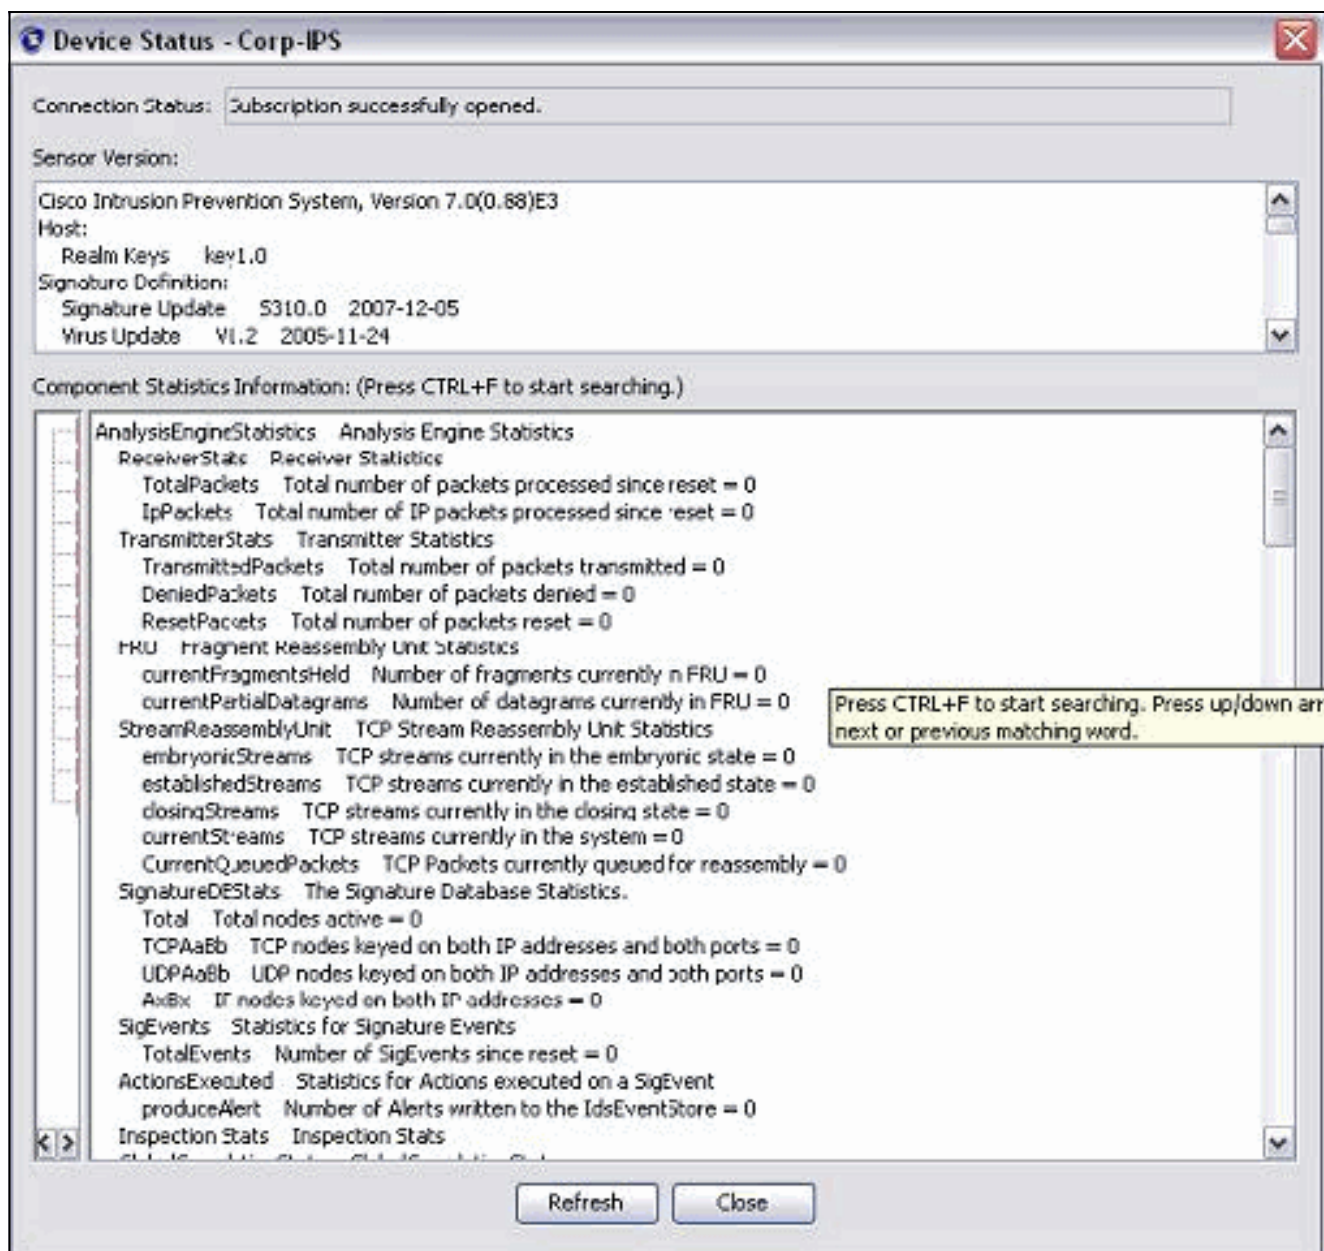 Device Status - Corp-IPS
Connection Status: Subscription successfully opened.
Sensor Version:
Cisco Intrusion Prevention System, Version 7.0(0.88)E3
Host:
Realm Keys key1.0
Signature Definition:
Signature Update S310.0 2007-12-05
Virus Update V1.2 2005-11-24
Component Statistics Information: (Press CTRL+F to start searching.)
AnalysisEngineStatistics Analysis Engine Statistics
ReceiverStats Receiver Statistics
TotalPackets Total number of packets processed since reset = 0
IpPackets Total number of IP packets processed since reset = 0
TransmitterStats Transmitter Statistics
TransmittedPackets Total number of packets transmitted = 0
DeniedPackets Total number of packets denied = 0
ResetPackets Total number of packets reset = 0
FRU Fragment Reassembly Unit Statistics
currentFragmentsHeld Number of fragments currently in FRU = 0
currentPartialDatagrams Number of datagrams currently in FRU = 0
Press CTRL+F to start searching. Press up/down arr
next or previous matching word.
StreamReassemblyUnit TCP Stream Reassembly Unit Statistics
embryonicStreams TCP streams currently in the embryonic state = 0
establishedStreams TCP streams currently in the established state = 0
closingStreams TCP streams currently in the closing state = 0
currentStreams TCP streams currently in the system = 0
CurrentQueuedPackets TCP Packets currently queued for reassembly = 0
SignatureDBStats The Signature Database Statistics.
Total Total nodes active = 0
TCPAaBb TCP nodes keyed on both IP addresses and both ports = 0
UDPAaBb UDP nodes keyed on both IP addresses and both ports = 0
AxBx IP nodes keyed on both IP addresses = 0
SigEvents Statistics for Signature Events
TotalEvents Number of SigEvents since reset = 0
ActionsExecuted Statistics for Actions executed on a SigEvent
produceAlert Number of Alerts written to the IdsEventStore = 0
Inspection Stats Inspection Stats
Refresh
Close